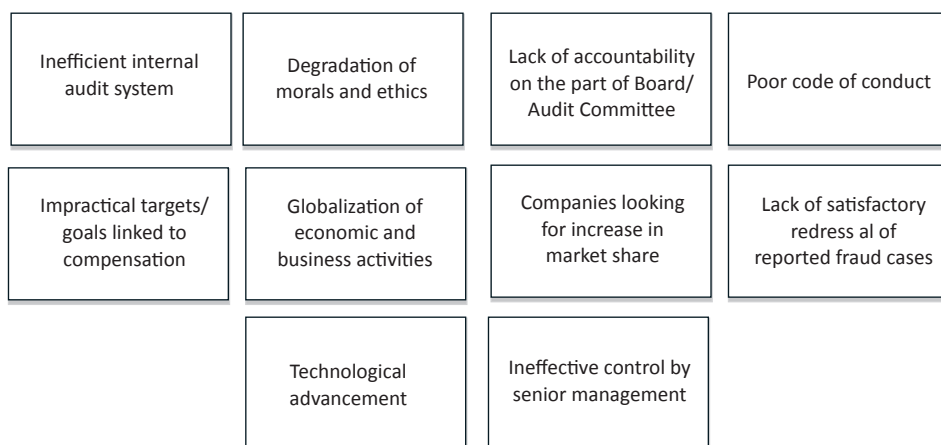 Inefficient internal
audit system
Degradation of
morals and ethics
Lack of accountability
on the part of Board/
Audit Committee
Poor code of conduct
Impractical targets/
goals linked to
compensation
Globalization of
economic and
business activities
Companies looking
for increase in
market share
Lack of satisfactory
redress al of
reported fraud cases
Technological
advancement
Ineffective control by
senior management